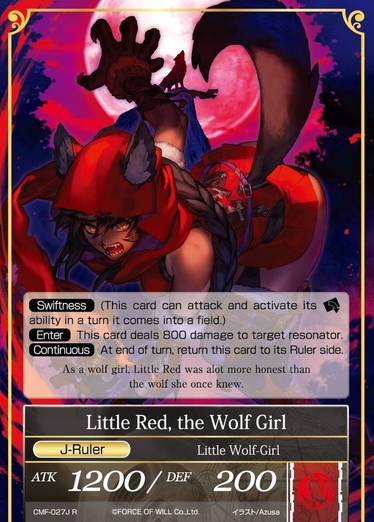 Swiftness (This card can attack and activate its
ability in a turn it comes into a field.)
Enter This card deals 800 damage to target resonator.
Continuous At end of turn, return this card to its Ruler side.
As a wolf girl, Little Red was alot more honest than
the wolf she once knew.
Little Red, the Wolf Girl
J-Ruler Little Wolf-Girl
ATK 1200/ DEF 200
CMF-027J R ©FORCE OF WILL Co.,Ltd. イラスト/Azusa